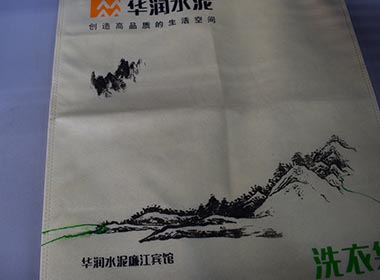 华润水泥
创造高品质的生活空间
华润水泥廉江宾馆
洗衣